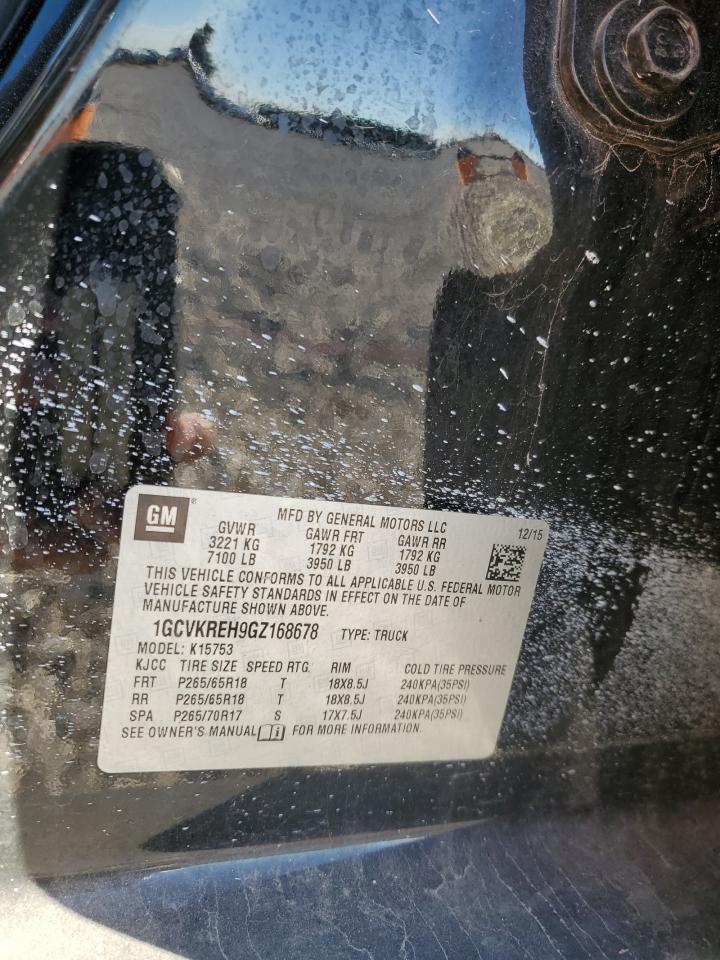 GM ®
MFD BY GENERAL MOTORS LLC
12/15
GVWR GAWR FRT GAWR RR
3221 KG 1792 KG 1792 KG
7100 LB 3950 LB 3950 LB
THIS VEHICLE CONFORMS TO ALL APPLICABLE U.S. FEDERAL MOTOR
VEHICLE SAFETY STANDARDS IN EFFECT ON THE DATE OF
MANUFACTURE SHOWN ABOVE.
1GCVKREH9GZ168678 TYPE: TRUCK
MODEL: K15753
KJCC TIRE SIZE SPEED RTG. RIM COLD TIRE PRESSURE
FRT P265/65R18 T 18X8.5J 240KPA(35PSI)
RR P265/65R18 T 18X8.5J 240KPA(35PSI)
SPA P265/70R17 S 17X7.5J 240KPA(35PSI)
SEE OWNER'S MANUAL FOR MORE INFORMATION.